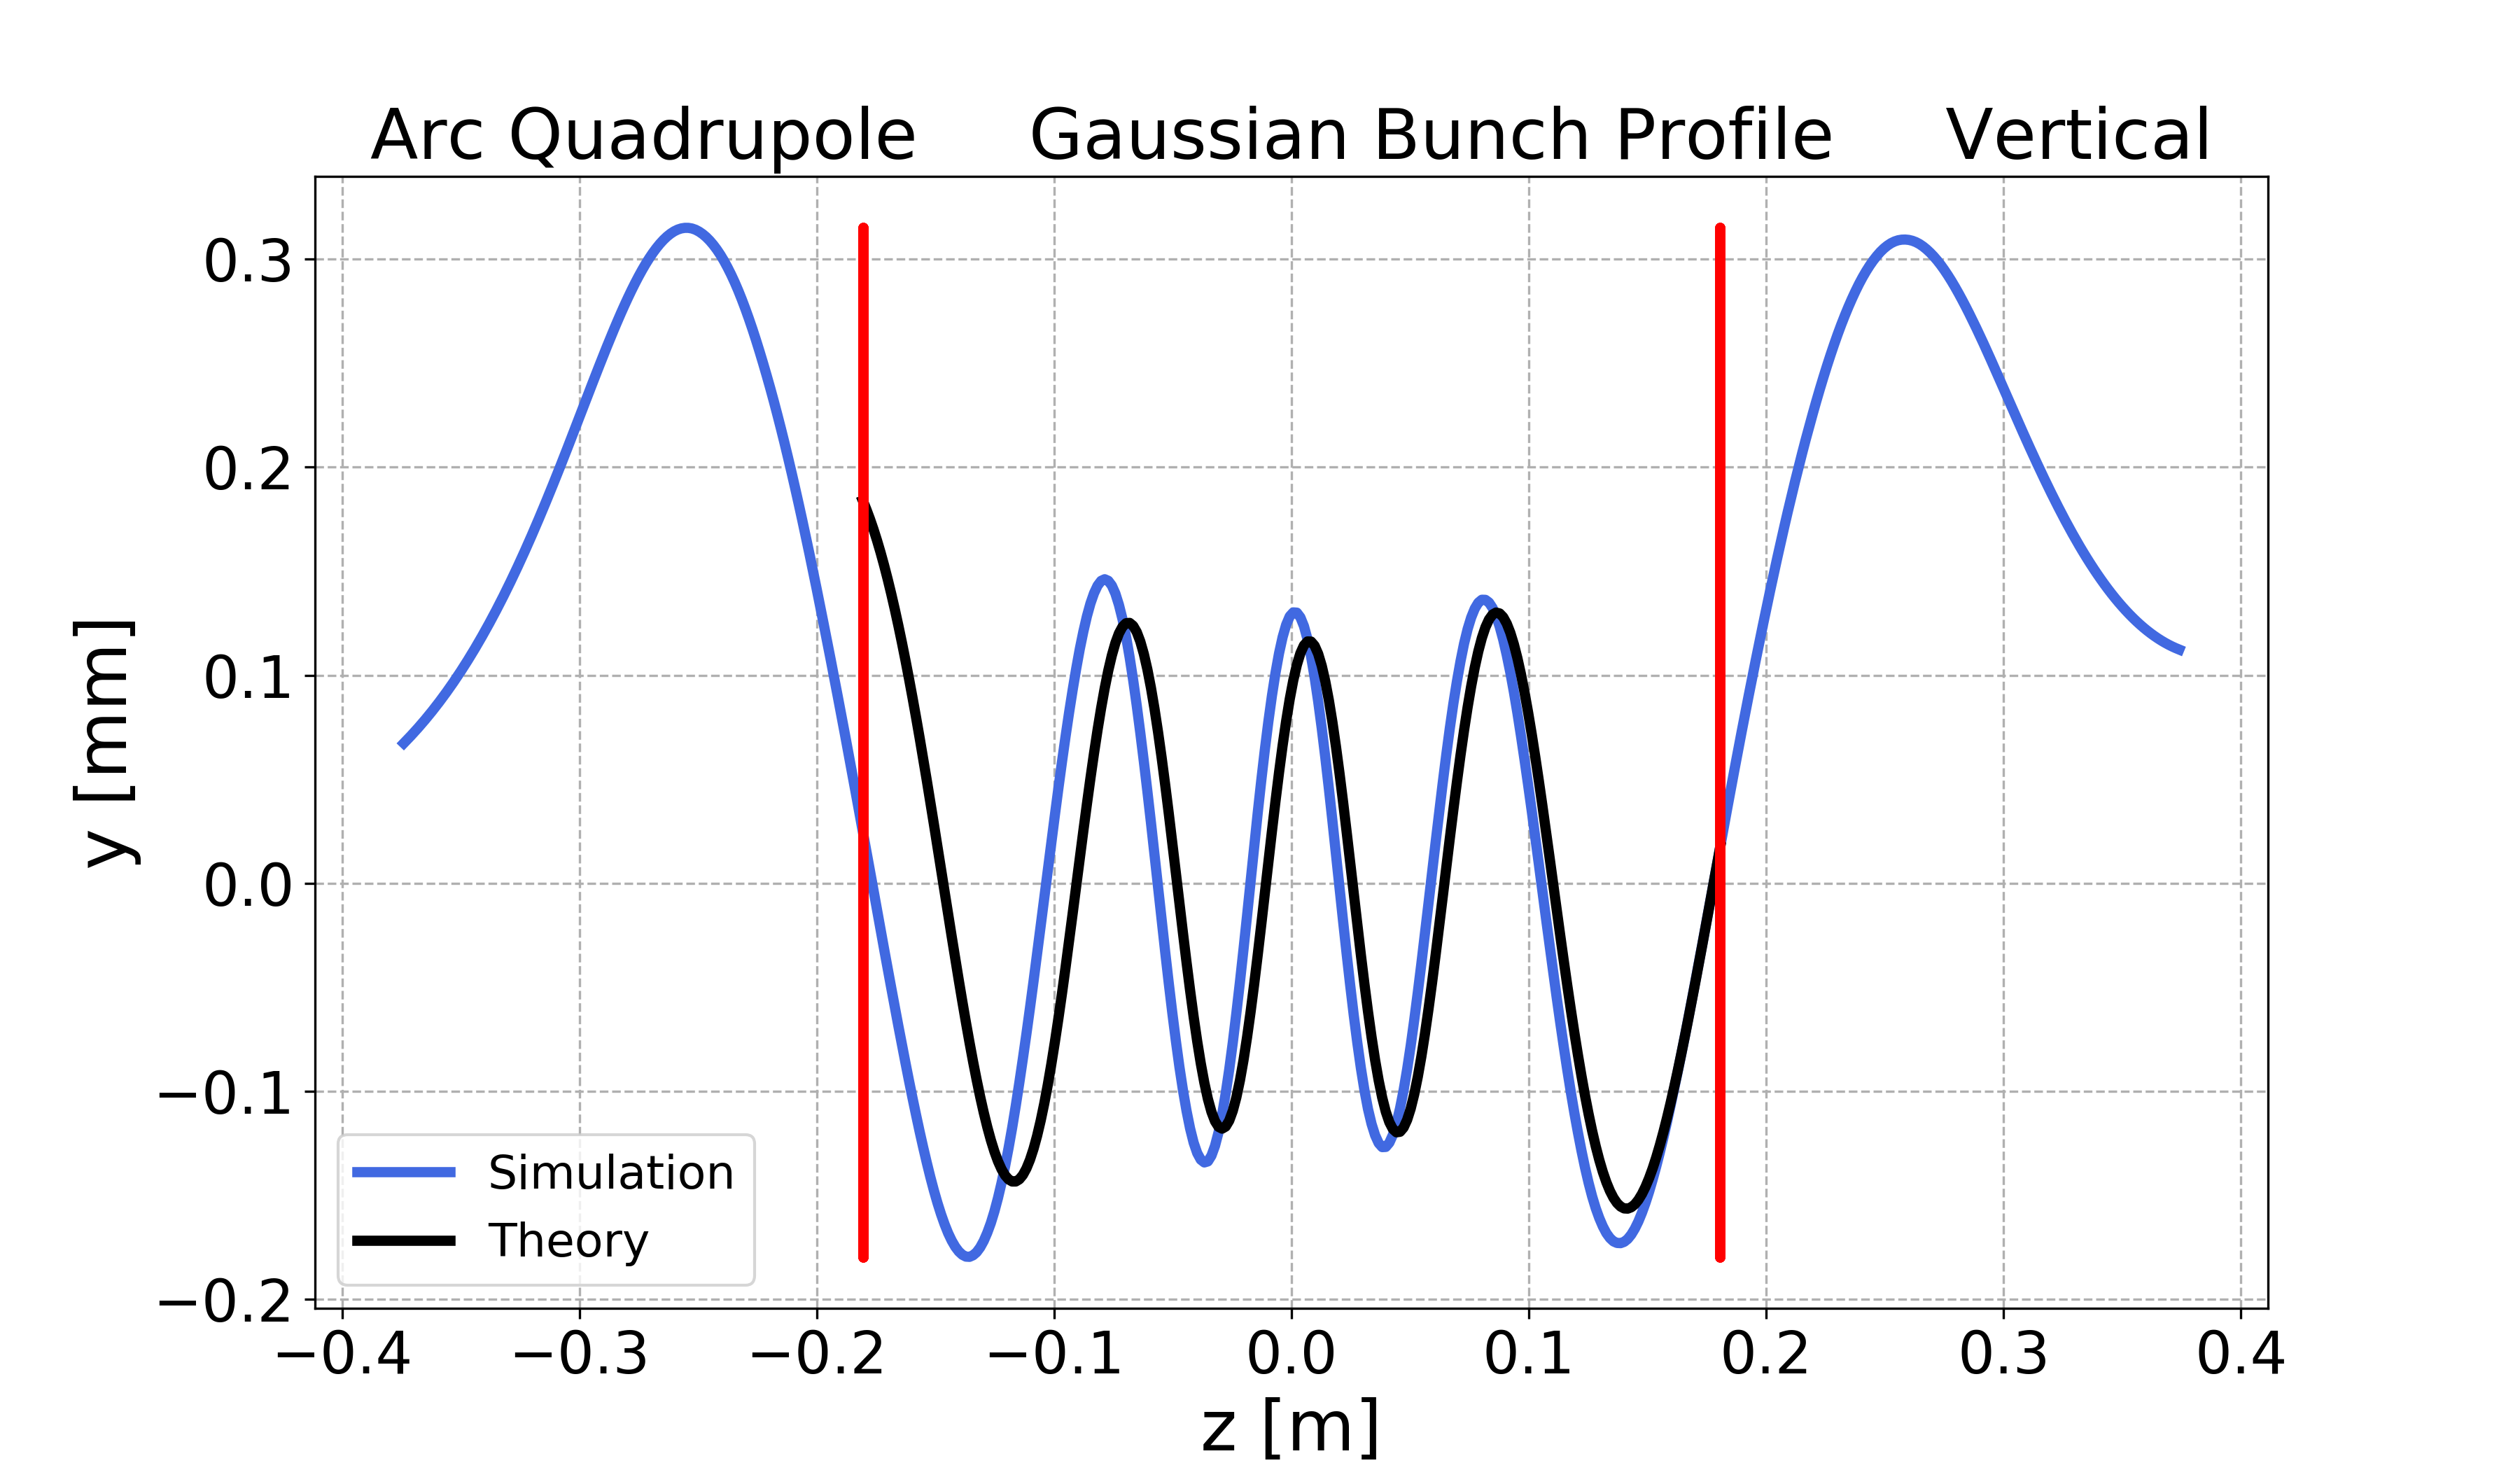 Arc Quadrupole Gaussian Bunch Profile Vertical
0.3
0.2
0.1
0.0
−0.1
−0.2
y [mm]
Simulation
Theory
−0.4 −0.3 −0.2 −0.1 0.0 0.1 0.2 0.3 0.4
z [m]